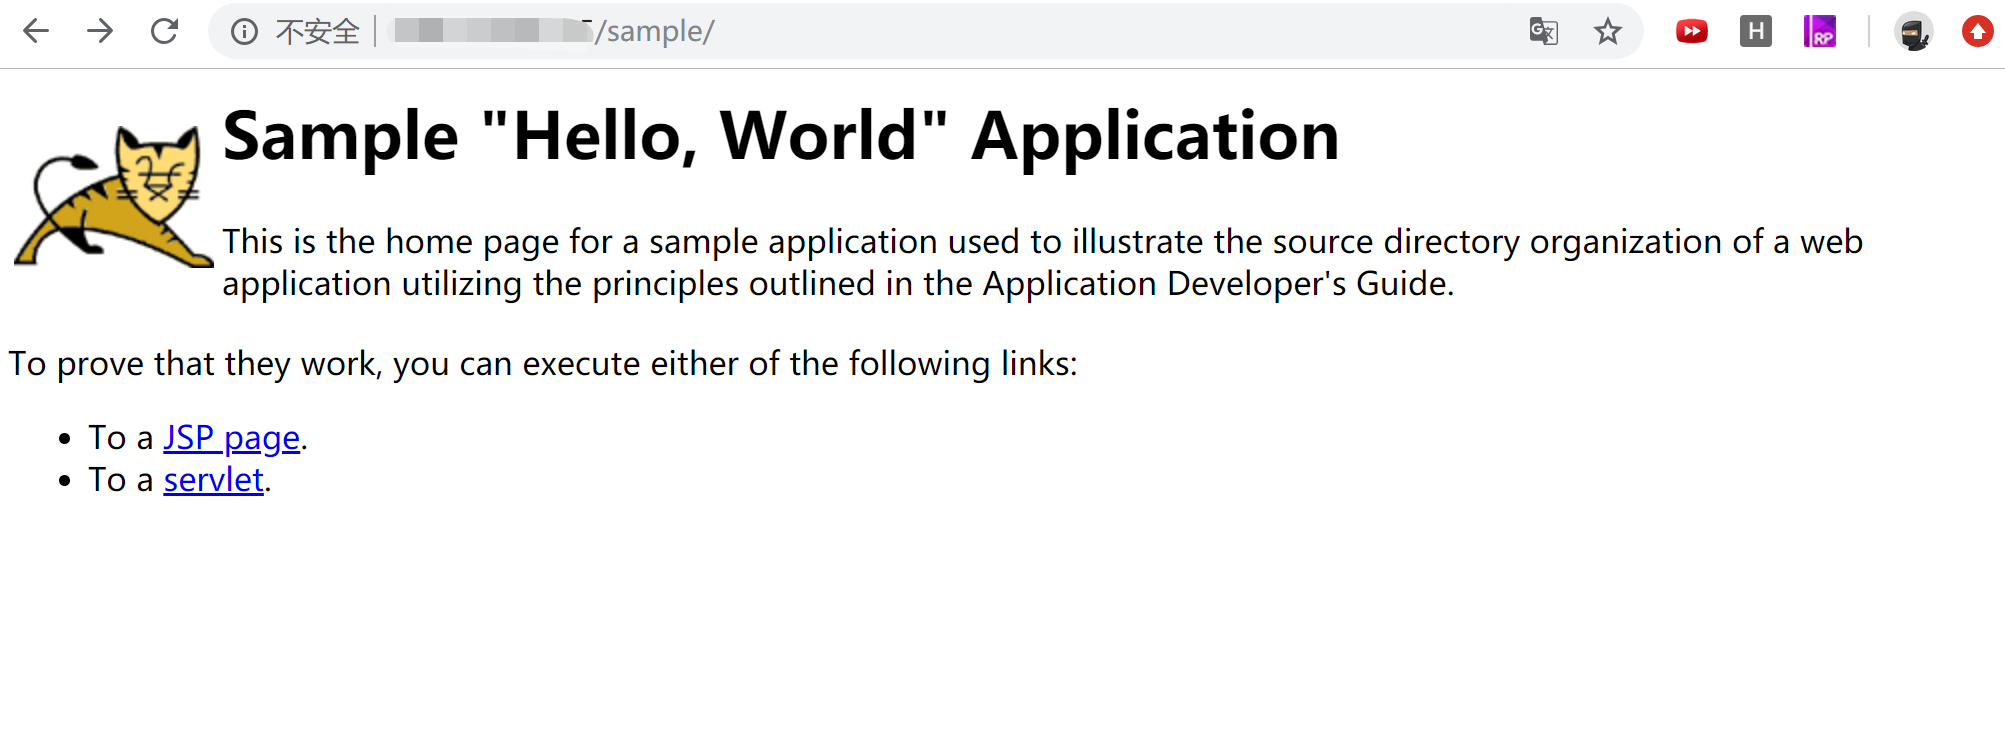 不安全 /sample/
H
RP
Sample "Hello, World" Application
This is the home page for a sample application used to illustrate the source directory organization of a web
application utilizing the principles outlined in the Application Developer's Guide.
To prove that they work, you can execute either of the following links:
• To a JSP page.
• To a servlet.